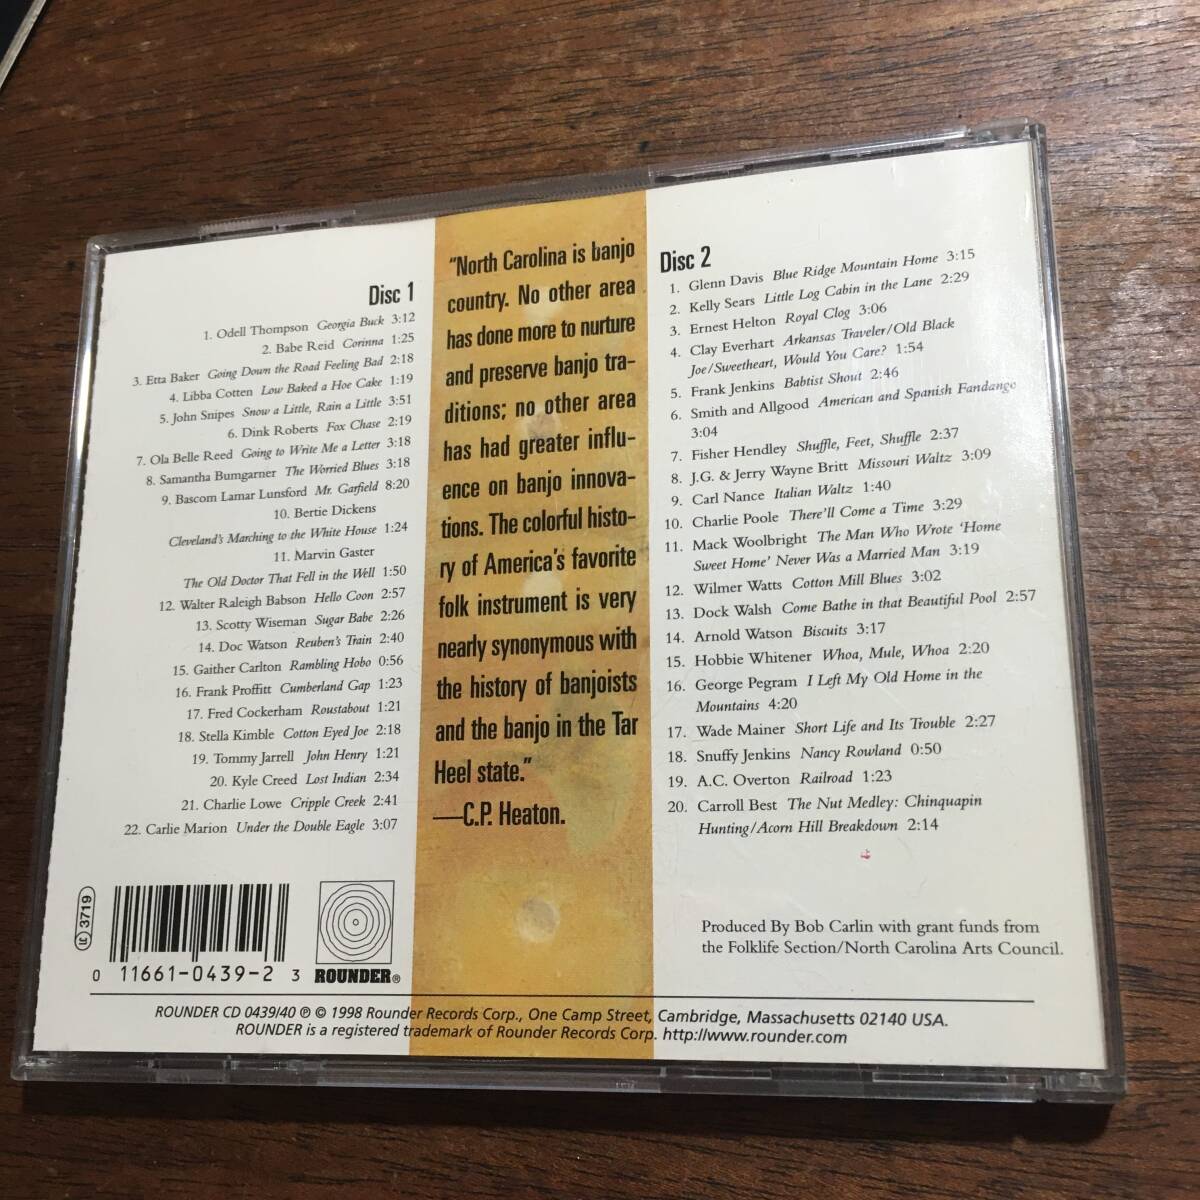 Disc 1
1. Odell Thompson Georgia Buck 3:12
2. Babe Reid Corinna 1:25
3. Etta Baker Going Down the Road Feeling Bad 2:18
4. Libba Cotten Low Baked a Hoe Cake 1:19
5. John Snipes Snow a Little, Rain a Little 3:51
6. Dink Roberts Fox Chase 2:19
7. Ola Belle Reed Going to Write Me a Letter 3:18
8. Samantha Bumgarner The Worried Blues 3:18
9. Bascom Lamar Lunsford Mr. Garfield 8:20
10. Bertie Dickens
Cleveland's Marching to the White House 1:24
11. Marvin Gaster
The Old Doctor That Fell in the Well 1:50
12. Walter Raleigh Babson Hello Coon 2:57
13. Scotty Wiseman Sugar Babe 2:26
14. Doc Watson Reuben's Train 2:40
15. Gaither Carlton Rambling Hobo 0:56
16. Frank Proffitt Cumberland Gap 1:23
17. Fred Cockerham Roustabout 1:21
18. Stella Kimble Cotton Eyed Joe 2:18
19. Tommy Jarrell John Henry 1:21
20. Kyle Creed Lost Indian 2:34
21. Charlie Lowe Cripple Creek 2:41
22. Carlie Marion Under the Double Eagle 3:07
"North Carolina is banjo
country. No other area
has done more to nurture
and preserve banjo tra-
ditions; no other area
has had greater influ-
ence on banjo innova-
tions. The colorful histo-
ry of America's favorite
folk instrument is very
nearly synonymous with
the history of banjoists
and the banjo in the Tar
Heel state."
—C.P. Heaton.
Disc 2
1. Glenn Davis Blue Ridge Mountain Home 3:15
2. Kelly Sears Little Log Cabin in the Lane 2:29
3. Ernest Helton Royal Clog 3:06
4. Clay Everhart Arkansas Traveler/Old Black
Joe/Sweetheart, Would You Care? 1:54
5. Frank Jenkins Babtist Shout 2:46
6. Smith and Allgood American and Spanish Fandango
3:04
7. Fisher Hendley Shuffle, Feet, Shuffle 2:37
8. J.G. & Jerry Wayne Britt Missouri Waltz 3:09
9. Carl Nance Italian Waltz 1:40
10. Charlie Poole There'll Come a Time 3:29
11. Mack Woolbright The Man Who Wrote 'Home
Sweet Home' Never Was a Married Man 3:19
12. Wilmer Watts Cotton Mill Blues 3:02
13. Dock Walsh Come Bathe in that Beautiful Pool 2:57
14. Arnold Watson Biscuits 3:17
15. Hobbie Whitener Whoa, Mule, Whoa 2:20
16. George Pegram I Left My Old Home in the
Mountains 4:20
17. Wade Mainer Short Life and Its Trouble 2:27
18. Snuffy Jenkins Nancy Rowland 0:50
19. A.C. Overton Railroad 1:23
20. Carroll Best The Nut Medley: Chinquapin
Hunting/Acorn Hill Breakdown 2:14
Produced By Bob Carlin with grant funds from
the Folklife Section/North Carolina Arts Council.
LC 3719
0 11661-0439-2 3
ROUNDER®
ROUNDER CD 0439/40 ℗ © 1998 Rounder Records Corp., One Camp Street, Cambridge, Massachusetts 02140 USA.
ROUNDER is a registered trademark of Rounder Records Corp. http://www.rounder.com